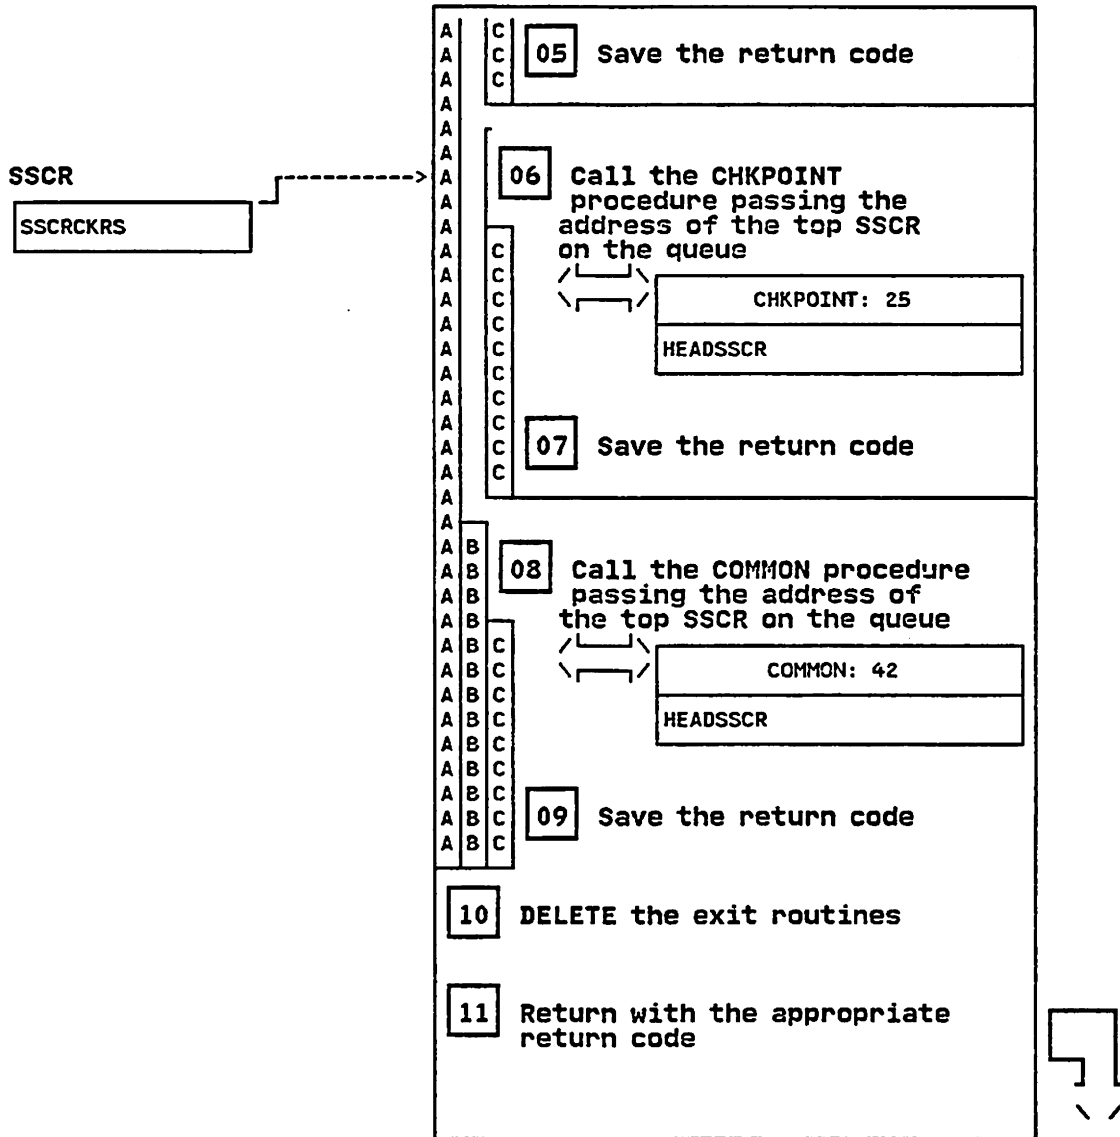 A C
A C 05 Save the return code
A C
A
A
A
SSCR A 06 Call the CHKPOINT
A procedure passing the
SSCRCKRS A address of the top SSCR
A C on the queue
A C
A C CHKPOINT: 25
A C
A C HEADSSCR
A C
A C
A C
A C 07 Save the return code
A C
A
A
A B
A B 08 Call the COMMON procedure
A B passing the address of
A B the top SSCR on the queue
A B C
A B C COMMON: 42
A B C
A B C HEADSSCR
A B C
A B C
A B C
A B C 09 Save the return code
A B C
10 DELETE the exit routines
11 Return with the appropriate
return code